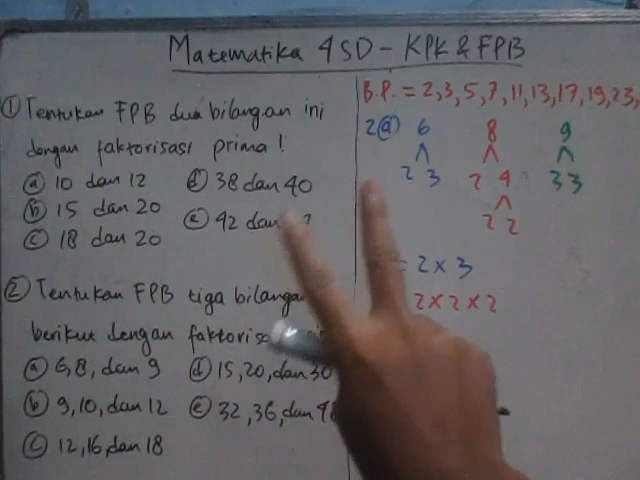 Matematika 4 SD - KPK & FPB
① Tentukan FPB dua bilangan ini
dengan faktorisasi prima!
ⓐ 10 dan 12
ⓑ 15 dan 20
ⓒ 18 dan 20
ⓓ 38 dan 40
ⓔ 42 dan
② Tentukan FPB tiga
berikut dengan
ⓐ 6,8, dan 9
ⓑ 9,10, dan 12
ⓒ 12,16 dan 18
ⓓ 15,20, dan 30
ⓔ 32,36, dan
B.P. = 2,3,5,7,11,13,17,19,23,
2 ⓐ 6 8 9
2 3 2 4 3 3
2 2
= 2 × 3
2 × 2 × 2